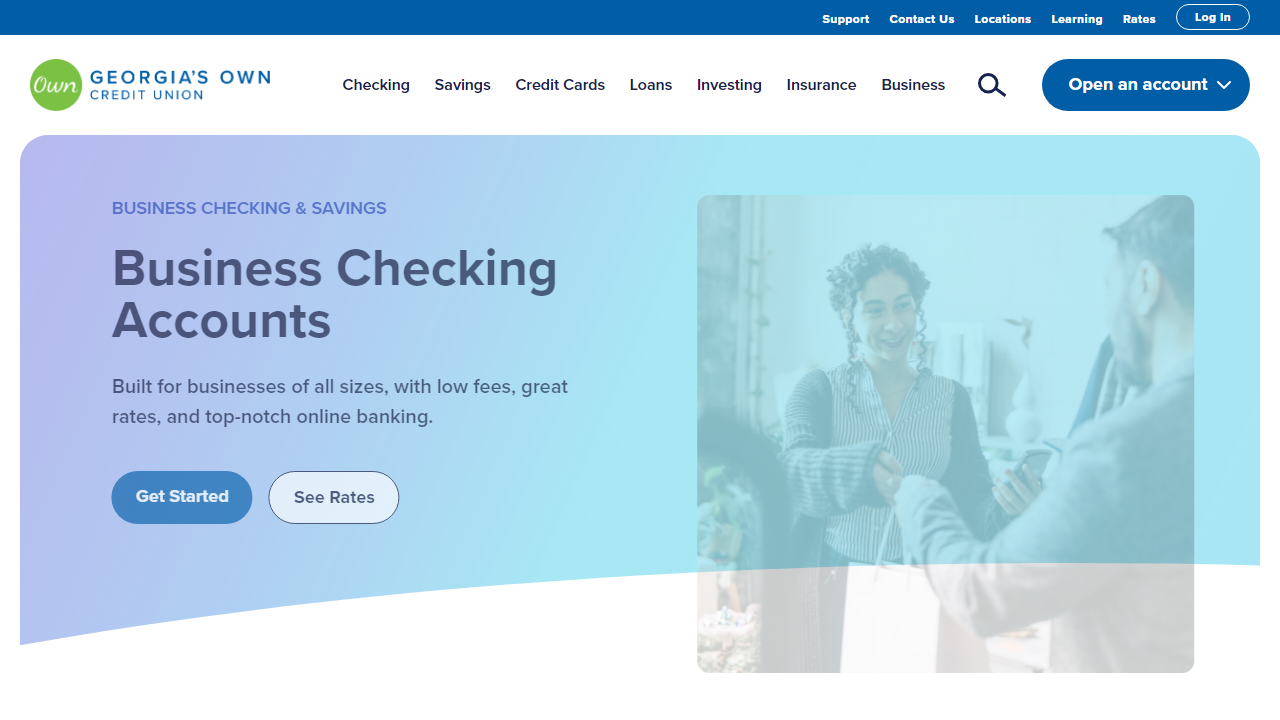 Support Contact Us Locations Learning Rates Log In
Own GEORGIA'S OWN
CREDIT UNION
Checking Savings Credit Cards Loans Investing Insurance Business Open an account
BUSINESS CHECKING & SAVINGS
Business Checking
Accounts
Built for businesses of all sizes, with low fees, great
rates, and top-notch online banking.
Get Started See Rates